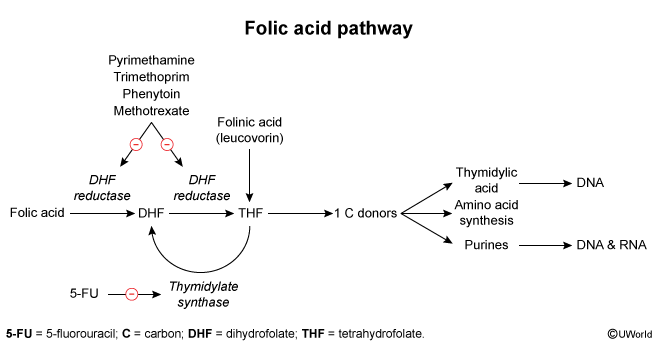 Folic acid pathway
Pyrimethamine
Trimethoprim
Phenytoin
Methotrexate
Folinic acid
(leucovorin)
DHF
reductase
DHF
reductase
Folic acid
DHF
THF
1 C donors
Thymidylic
acid
DNA
Amino acid
synthesis
Purines
DNA & RNA
5-FU
Thymidylate
synthase
5-FU = 5-fluorouracil; C = carbon; DHF = dihydrofolate; THF = tetrahydrofolate.
©UWorld